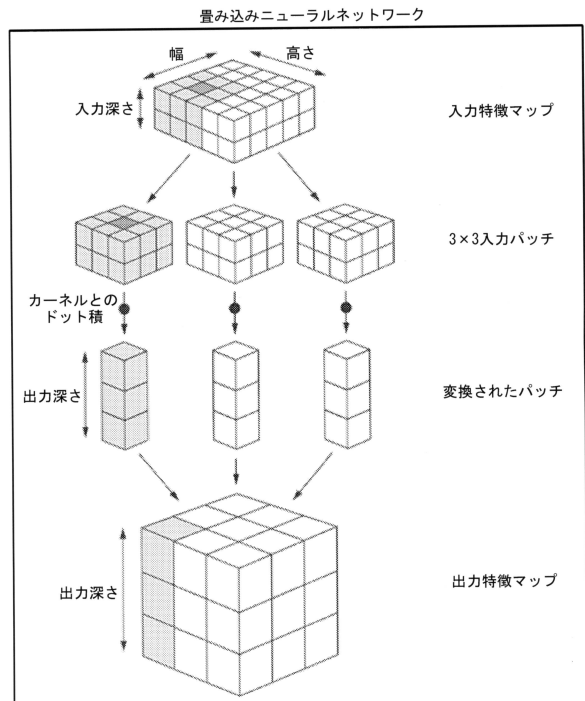 畳み込みニューラルネットワーク
幅
高さ
入力深さ
入力特徴マップ
3×3入力パッチ
カーネルとの
ドット積
出力深さ
変換されたパッチ
出力深さ
出力特徴マップ